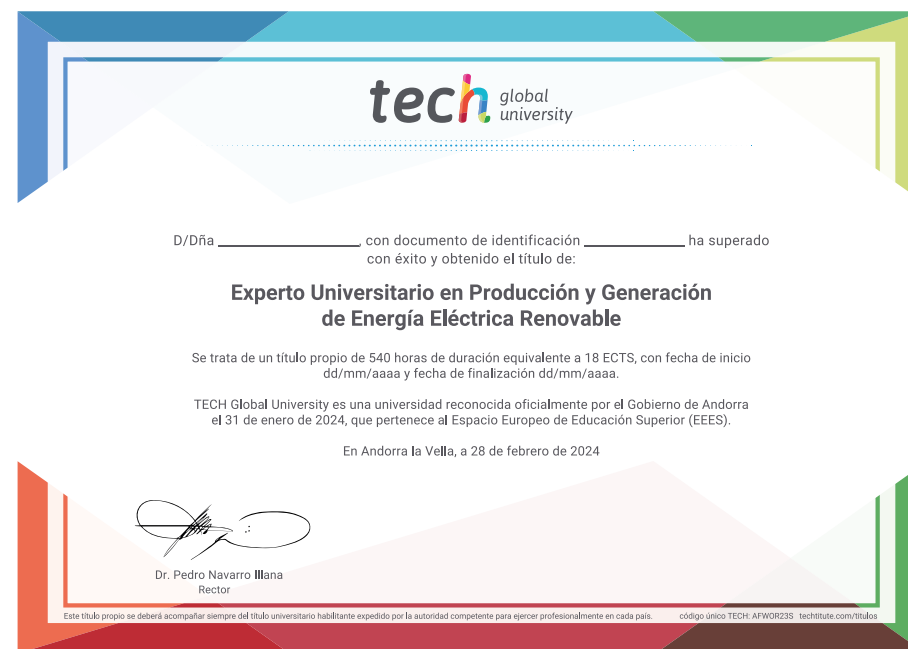 tech global university
D/Dña , con documento de identificación ha superado
con éxito y obtenido el título de:
Experto Universitario en Producción y Generación
de Energía Eléctrica Renovable
Se trata de un título propio de 540 horas de duración equivalente a 18 ECTS, con fecha de inicio
dd/mm/aaaa y fecha de finalización dd/mm/aaaa.
TECH Global University es una universidad reconocida oficialmente por el Gobierno de Andorra
el 31 de enero de 2024, que pertenece al Espacio Europeo de Educación Superior (EEES).
En Andorra la Vella, a 28 de febrero de 2024
Dr. Pedro Navarro Illana
Rector
Este título propio se deberá acompañar siempre del título universitario habilitante expedido por la autoridad competente para ejercer profesionalmente en cada país. código único TECH: AFWOR23S techtitute.com/titulos